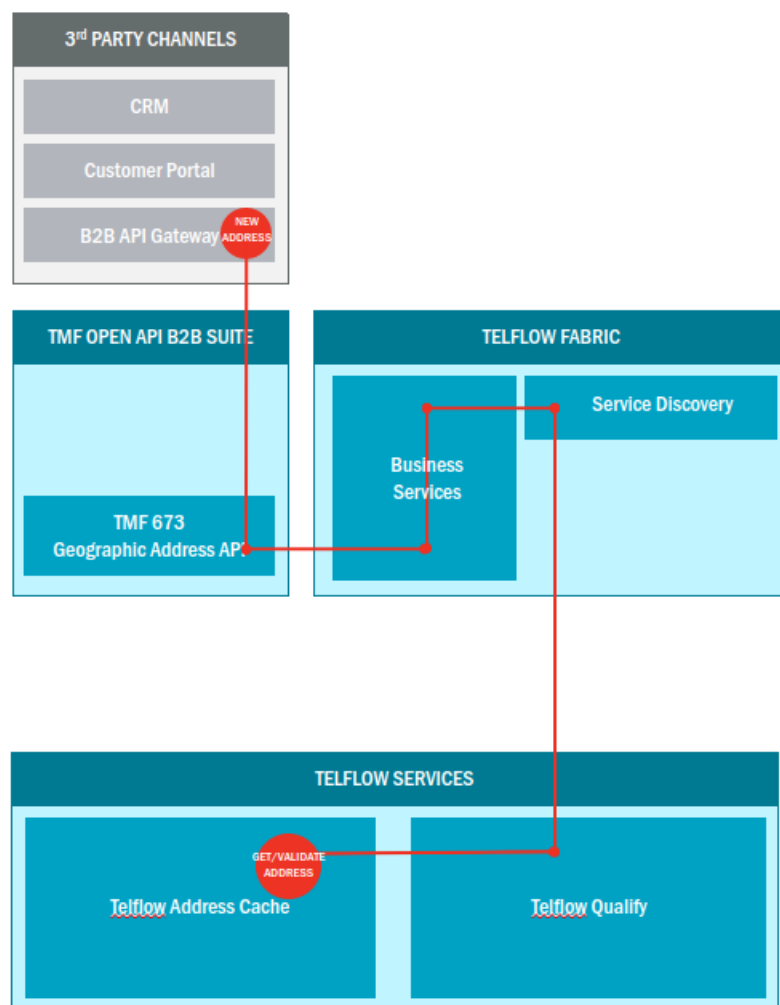 3rd PARTY CHANNELS
CRM
Customer Portal
B2B API Gateway
NEW
ADDRESS
TMF OPEN API B2B SUITE
TMF 673
Geographic Address API
TELFLOW FABRIC
Business
Services
Service Discovery
TELFLOW SERVICES
GET/VALIDATE
ADDRESS
Telflow Address Cache
Telflow Qualify